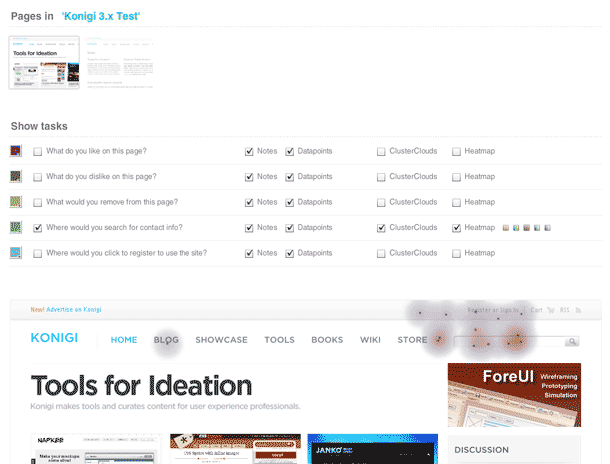 Pages in 'Konigi 3.x Test'
Tools for Ideation
Show tasks
What do you like on this page? Notes Datapoints ClusterClouds Heatmap
What do you dislike on this page? Notes Datapoints ClusterClouds Heatmap
What would you remove from this page? Notes Datapoints ClusterClouds Heatmap
Where would you search for contact info? Notes Datapoints ClusterClouds Heatmap
Where would you click to register to use the site? Notes Datapoints ClusterClouds Heatmap
New! Advertise on Konigi Register or Sign In Cart RSS
KONIGI HOME BLOG SHOWCASE TOOLS BOOKS WIKI STORE
Tools for Ideation
Konigi makes tools and curates content for user experience professionals.
ForeUI Wireframing
Prototyping
Simulation
NAPKEE
JANKO
DISCUSSION